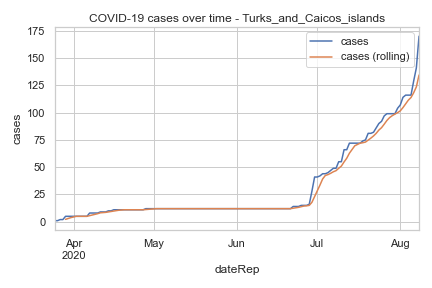 COVID-19 cases over time - Turks_and_Caicos_islands
cases
cases (rolling)
175
150
125
100
75
50
25
0
cases
Apr
2020
May
Jun
Jul
Aug
dateRep